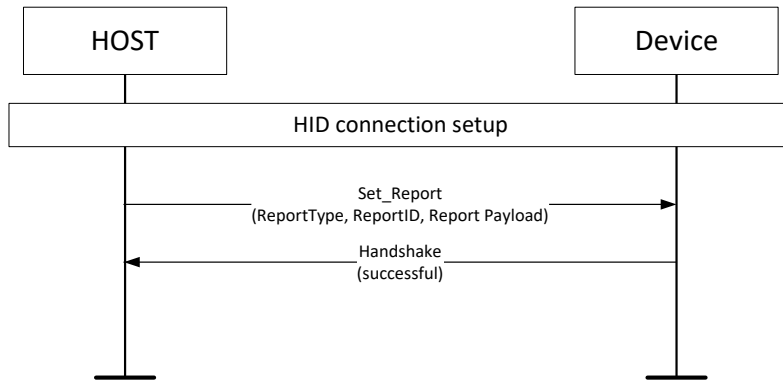 HOST
Device
HID connection setup
Set_Report
(ReportType, ReportID, Report Payload)
Handshake
(successful)